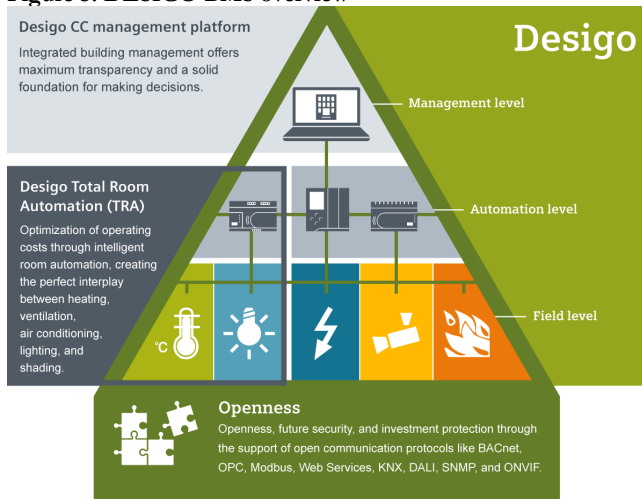 Figure 3: DESIGO BMS overview
Desigo CC management platform
Integrated building management offers
maximum transparency and a solid
foundation for making decisions.
Desigo
Management level
Desigo Total Room
Automation (TRA)
Optimization of operating
costs through intelligent
room automation, creating
the perfect interplay
between heating,
ventilation,
air conditioning,
lighting, and
shading.
Automation level
°C
Field level
Openness
Openness, future security, and investment protection through
the support of open communication protocols like BACnet,
OPC, Modbus, Web Services, KNX, DALI, SNMP, and ONVIF.